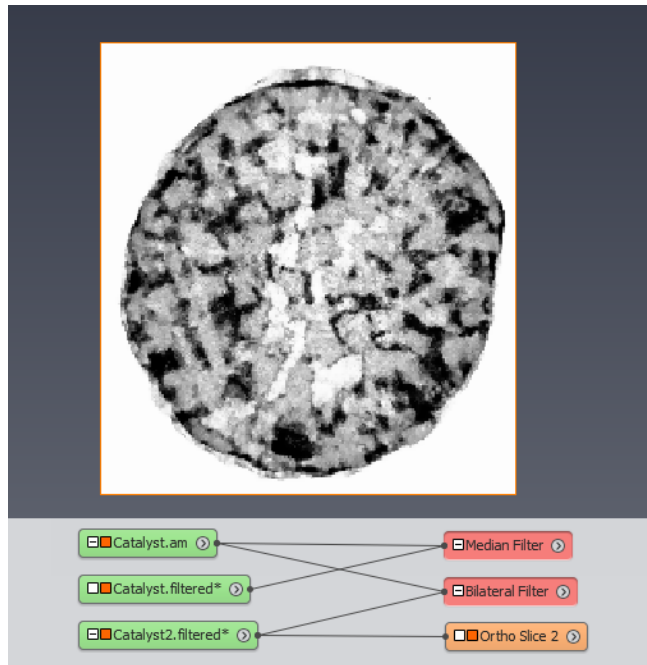 Catalyst.am
Median Filter
Catalyst.filtered*
Bilateral Filter
Catalyst2.filtered*
Ortho Slice 2